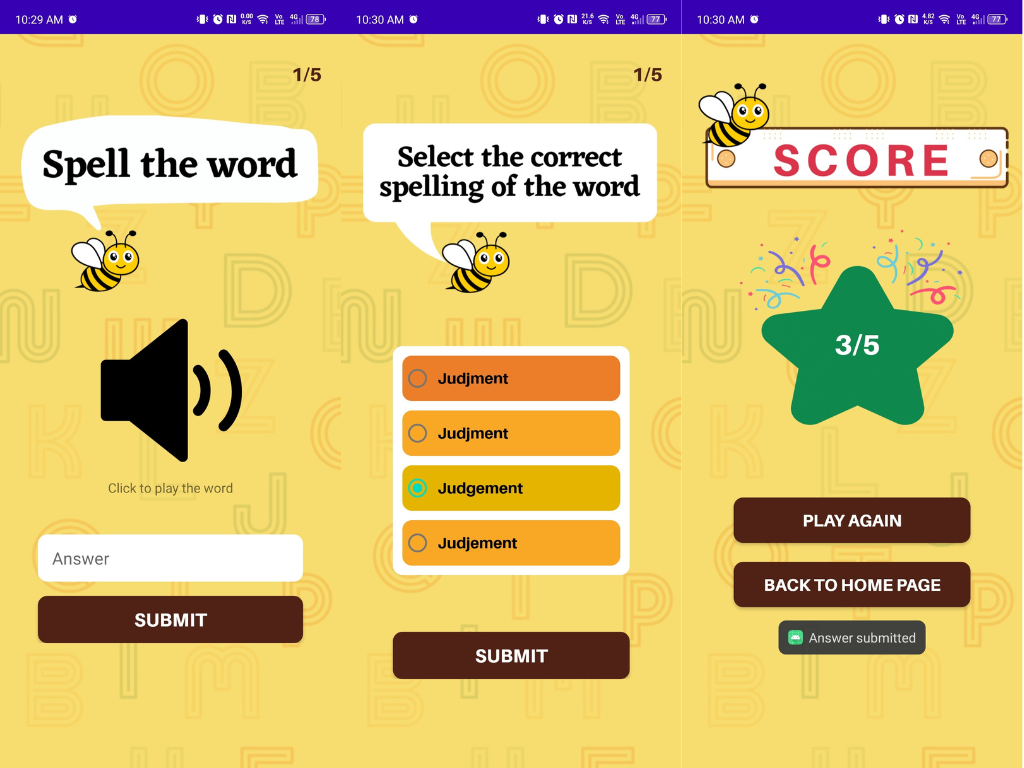 10:29 AM
0.00
K/S
Vo
LTE
4G
78
1/5
Spell the word
Click to play the word
Answer
SUBMIT
10:30 AM
21.6
K/S
Vo
LTE
4G
77
1/5
Select the correct
spelling of the word
Judjment
Judjment
Judgement
Judjement
SUBMIT
10:30 AM
4.82
K/S
Vo
LTE
4G
77
SCORE
3/5
PLAY AGAIN
BACK TO HOME PAGE
Answer submitted